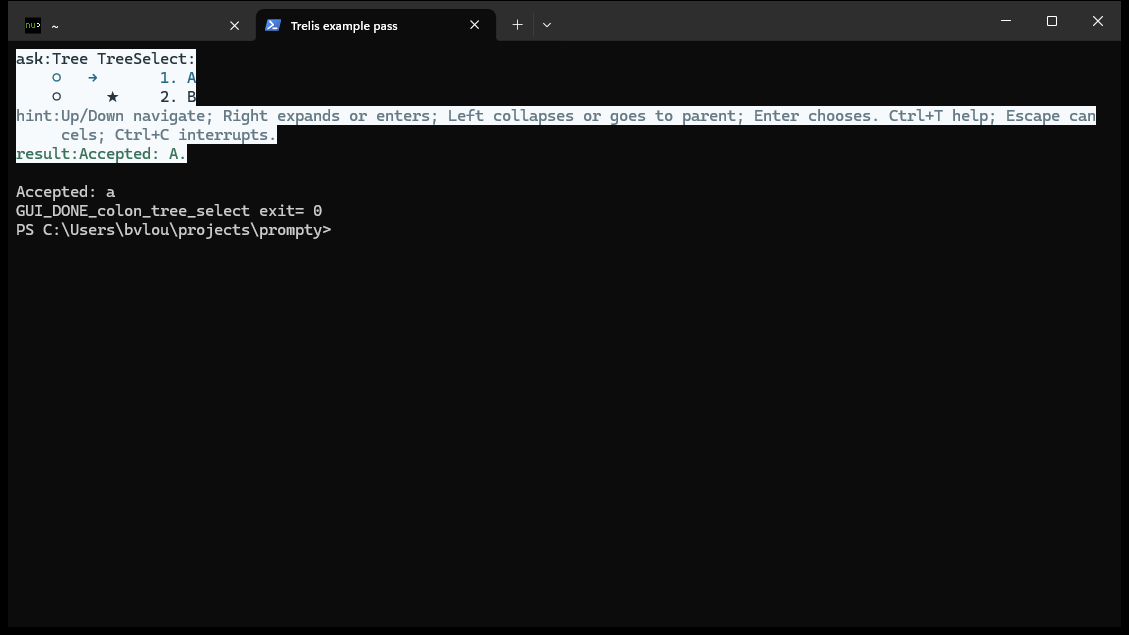 nu> ~
Trelis example pass
ask:Tree TreeSelect:
○ → 1. A
○ ★ 2. B
hint:Up/Down navigate; Right expands or enters; Left collapses or goes to parent; Enter chooses. Ctrl+T help; Escape can
cels; Ctrl+C interrupts.
result:Accepted: A.
Accepted: a
GUI_DONE_colon_tree_select exit= 0
PS C:\Users\bvlou\projects\prompty>